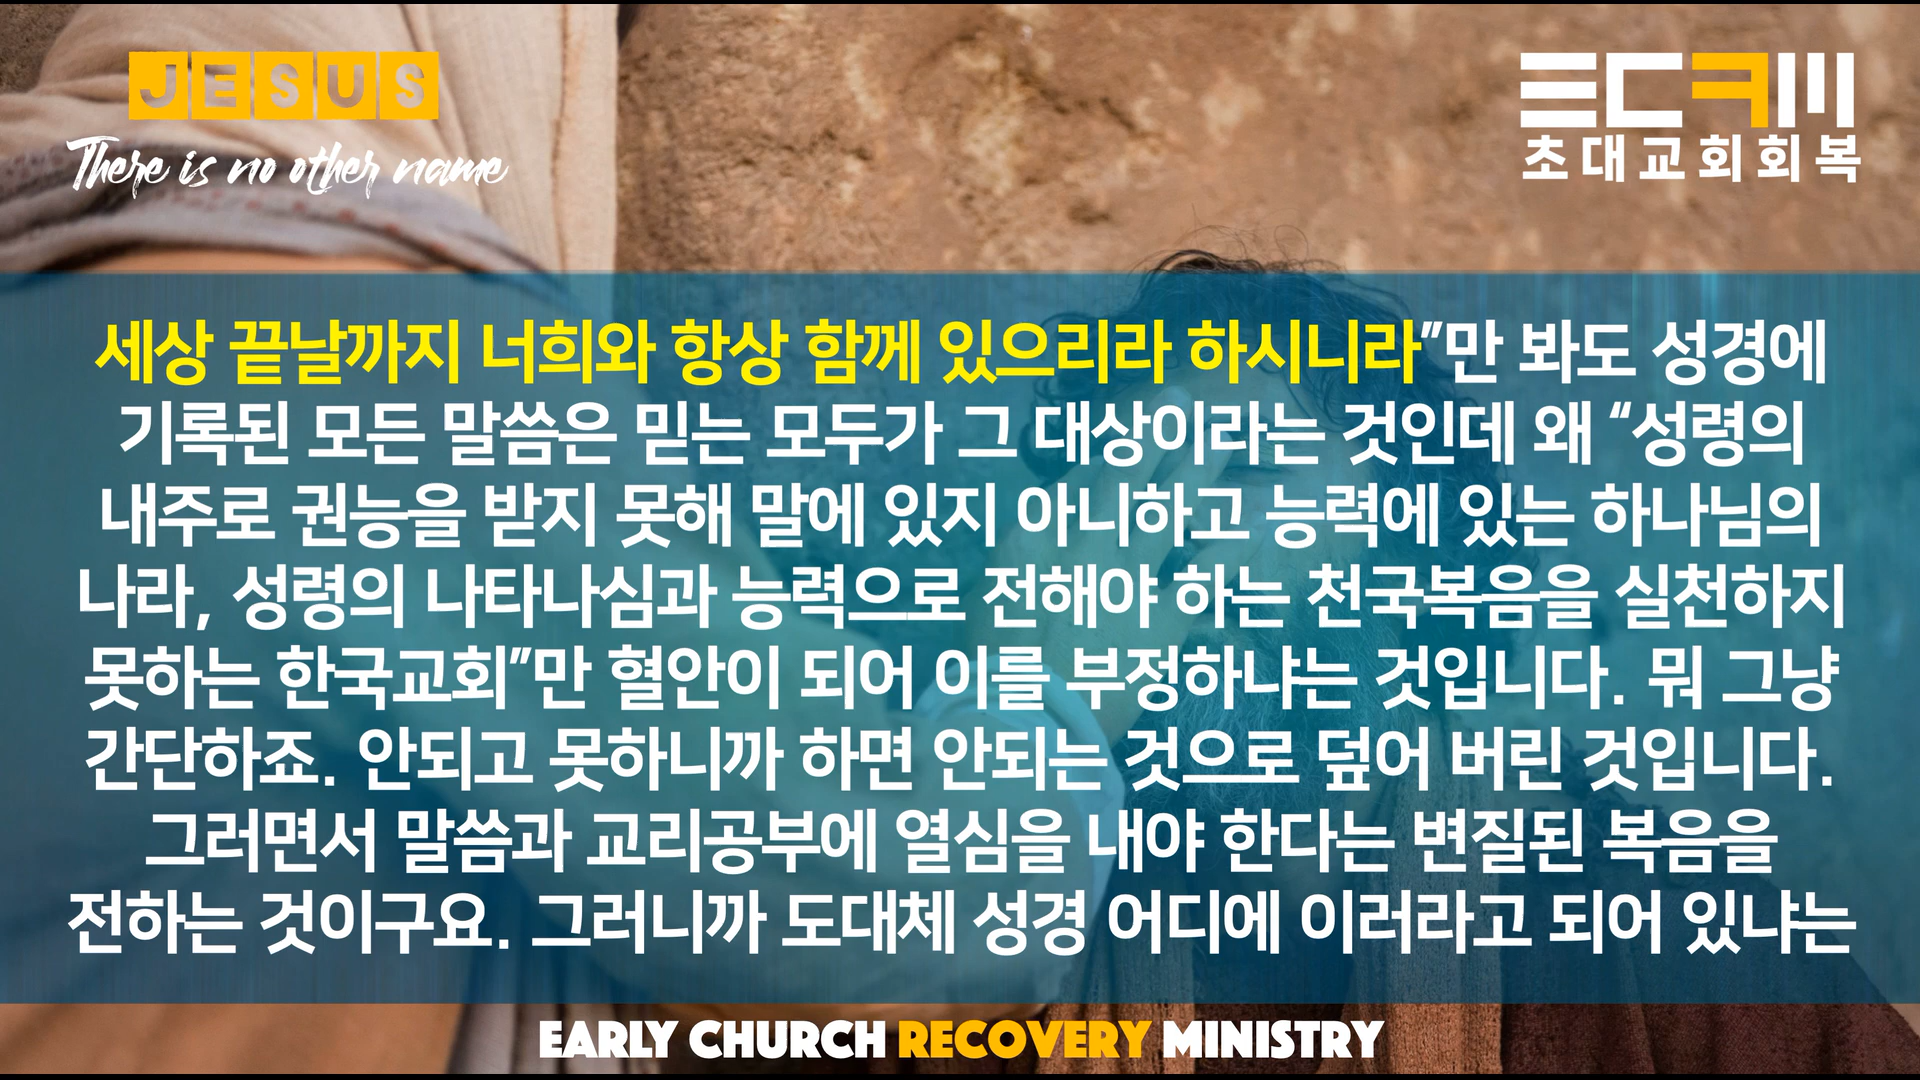 JESUS
There is no other name
초대교회회복
세상 끝날까지 너희와 항상 함께 있으리라 하시니라”만 봐도 성경에
기록된 모든 말씀은 믿는 모두가 그 대상이라는 것인데 왜 “성령의
내주로 권능을 받지 못해 말에 있지 아니하고 능력에 있는 하나님의
나라, 성령의 나타나심과 능력으로 전해야 하는 천국복음을 실천하지
못하는 한국교회”만 혈안이 되어 이를 부정하냐는 것입니다. 뭐 그냥
간단하죠. 안되고 못하니까 하면 안되는 것으로 덮어 버린 것입니다.
그러면서 말씀과 교리공부에 열심을 내야 한다는 변질된 복음을
전하는 것이구요. 그러니까 도대체 성경 어디에 이러라고 되어 있냐는
EARLY CHURCH RECOVERY MINISTRY